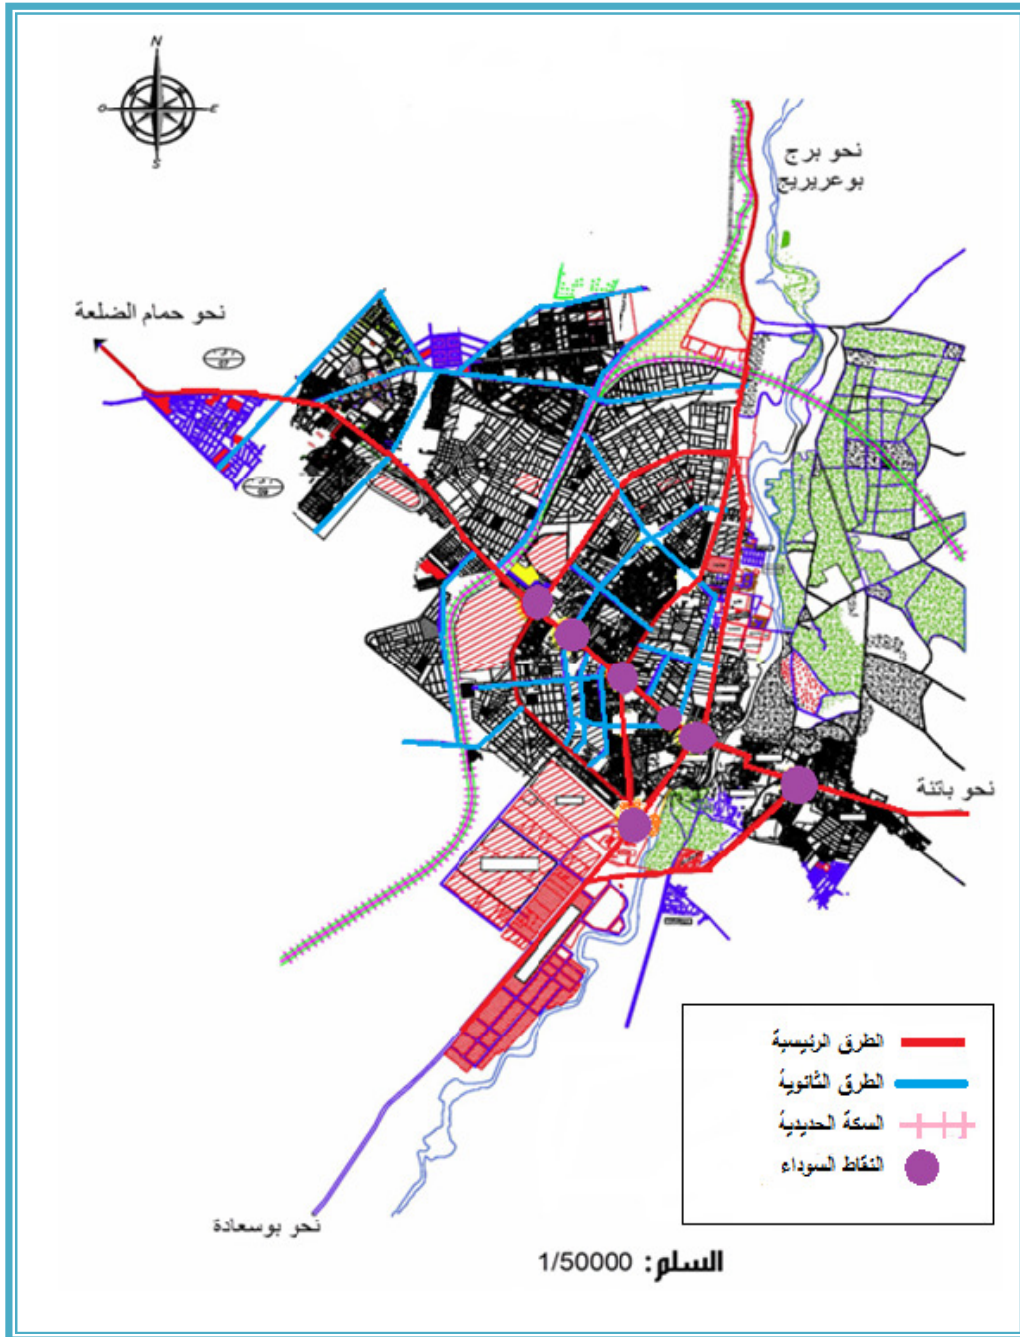 N
O
E
S
نحو برج
بوعريريج
نحو حمام الضلعة
نحو باتنة
الطرق الرئيسية
الطرق الثانوية
السكة الحديدية
النقاط السوداء
نحو بوسعادة
السلم: 1/50000